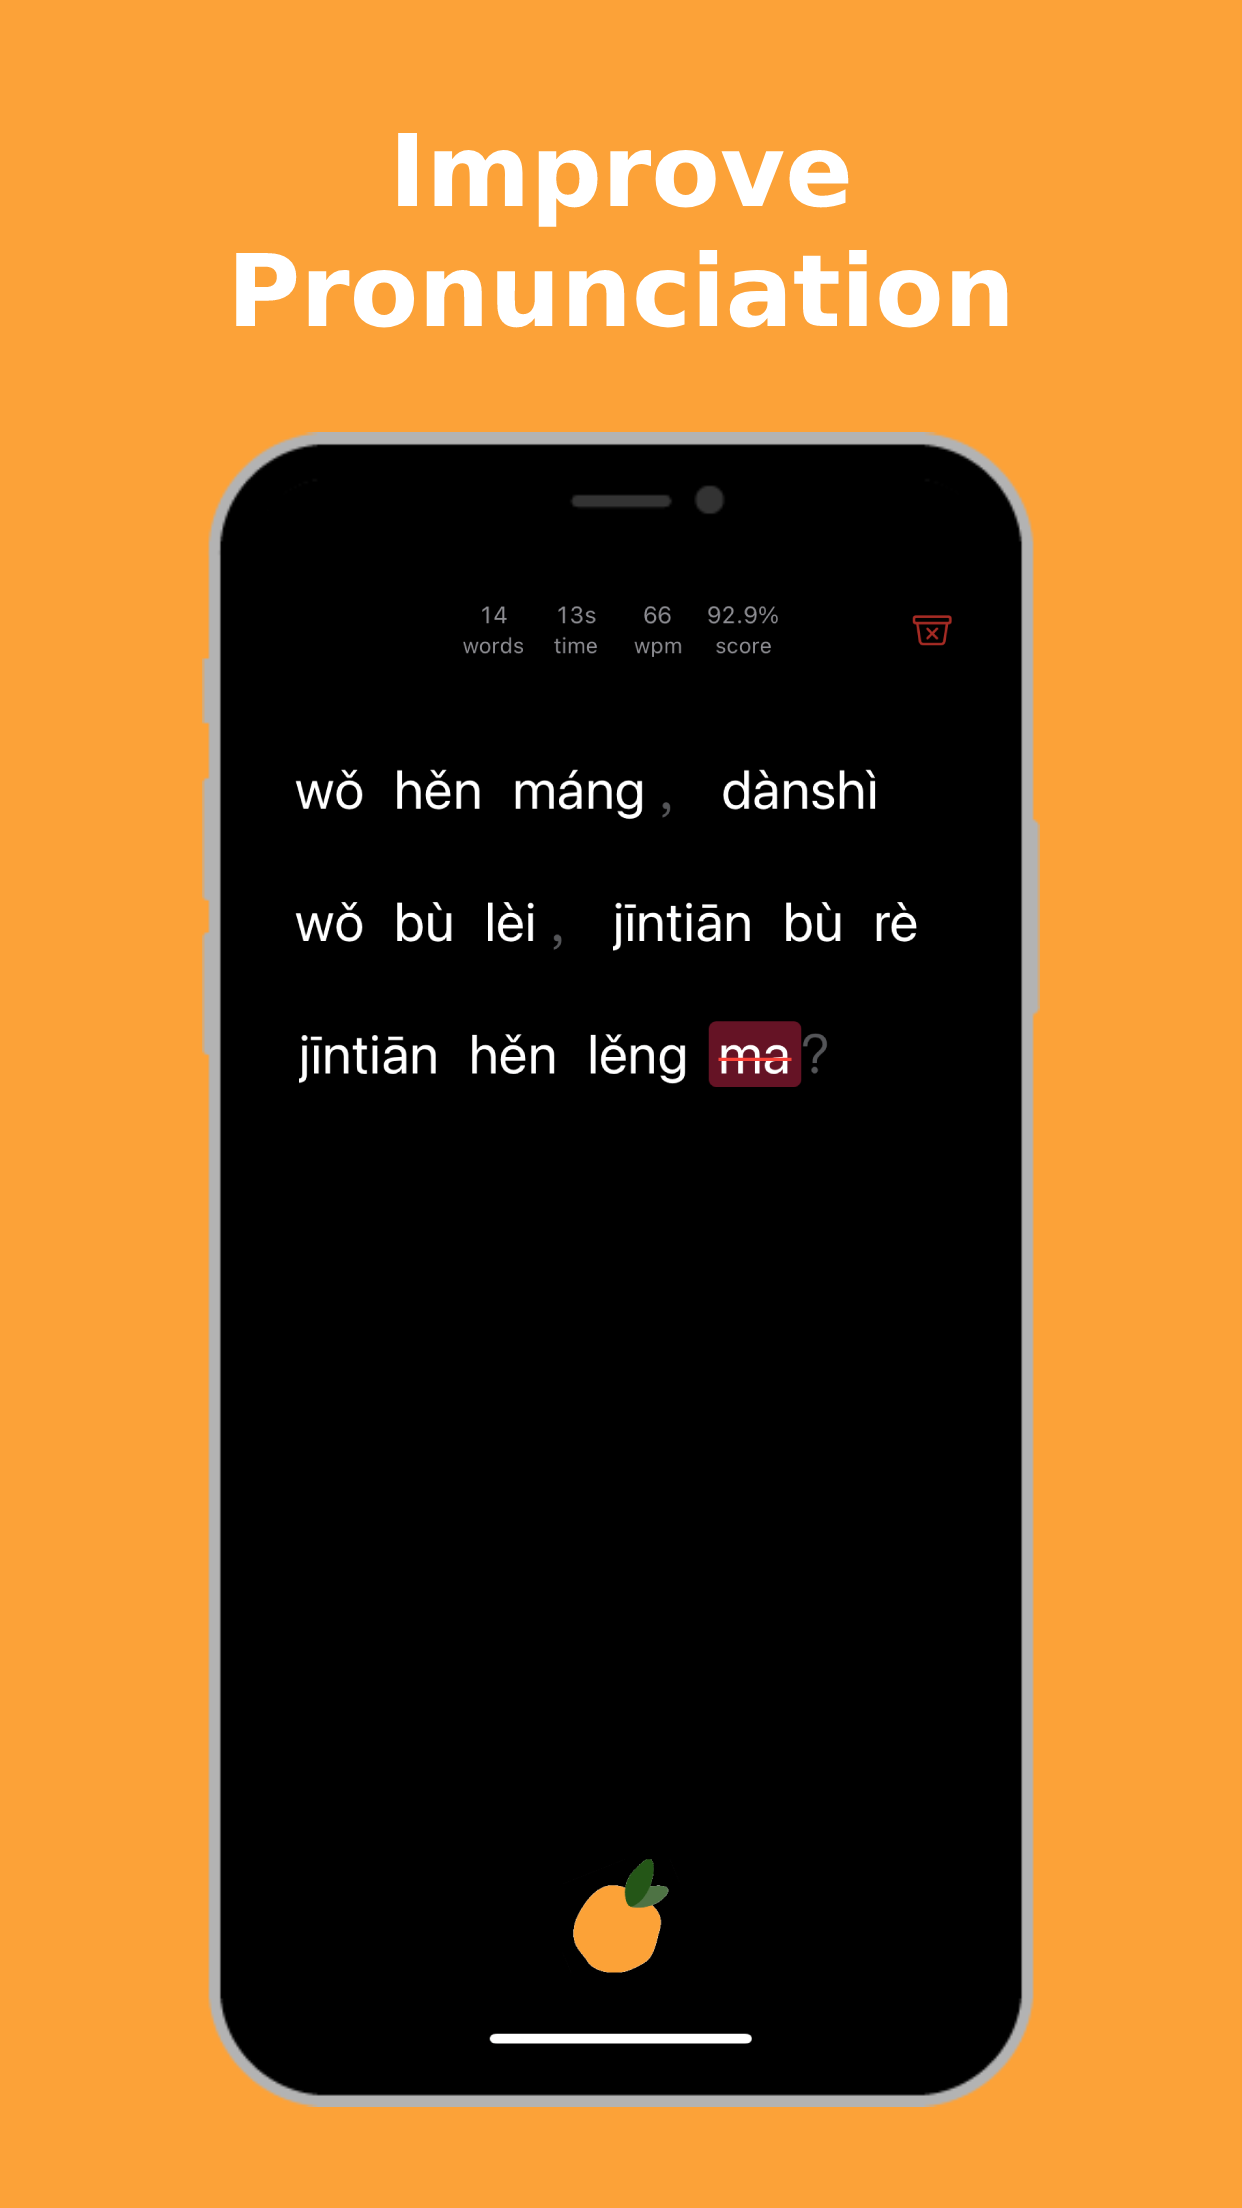 Improve
Pronunciation
14 13s 66 92.9%
words time wpm score
wǒ hěn máng， dànshì
wǒ bù lèi， jīntiān bù rè
jīntiān hěn lěng ma?